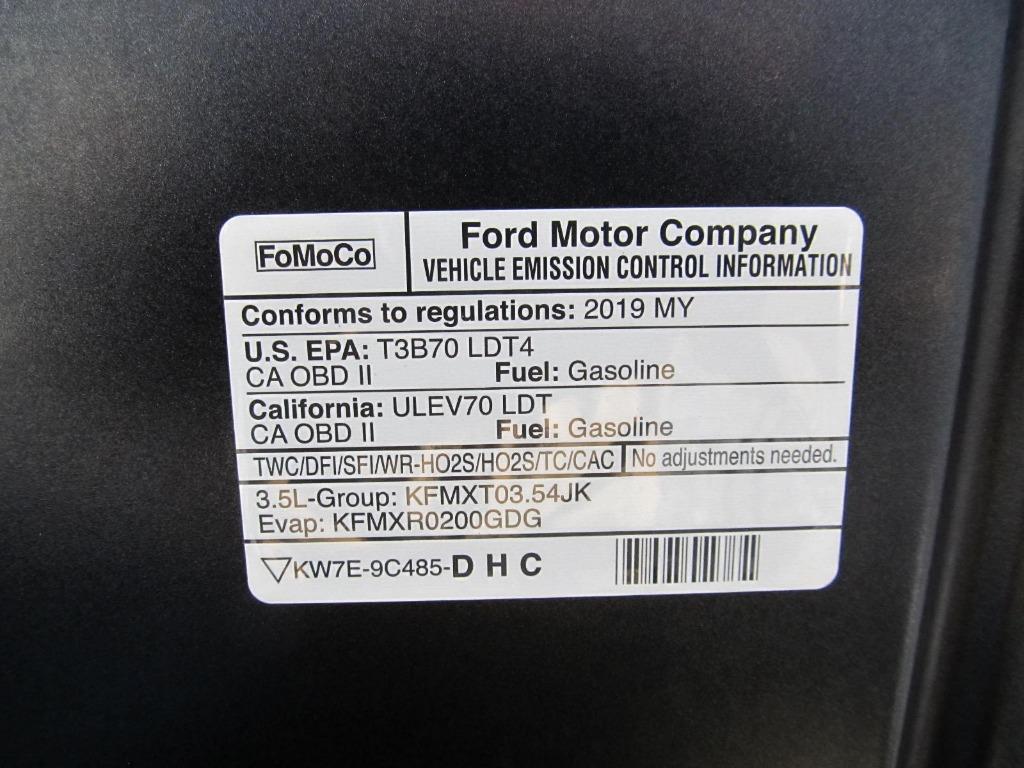 FoMoCo
Ford Motor Company
VEHICLE EMISSION CONTROL INFORMATION
Conforms to regulations: 2019 MY
U.S. EPA: T3B70 LDT4
CA OBD II Fuel: Gasoline
California: ULEV70 LDT
CA OBD II Fuel: Gasoline
TWC/DFI/SFI/WR-HO2S/HO2S/TC/CAC No adjustments needed.
3.5L-Group: KFMXT03.54JK
Evap: KFMXR0200GDG
KW7E-9C485-D H C